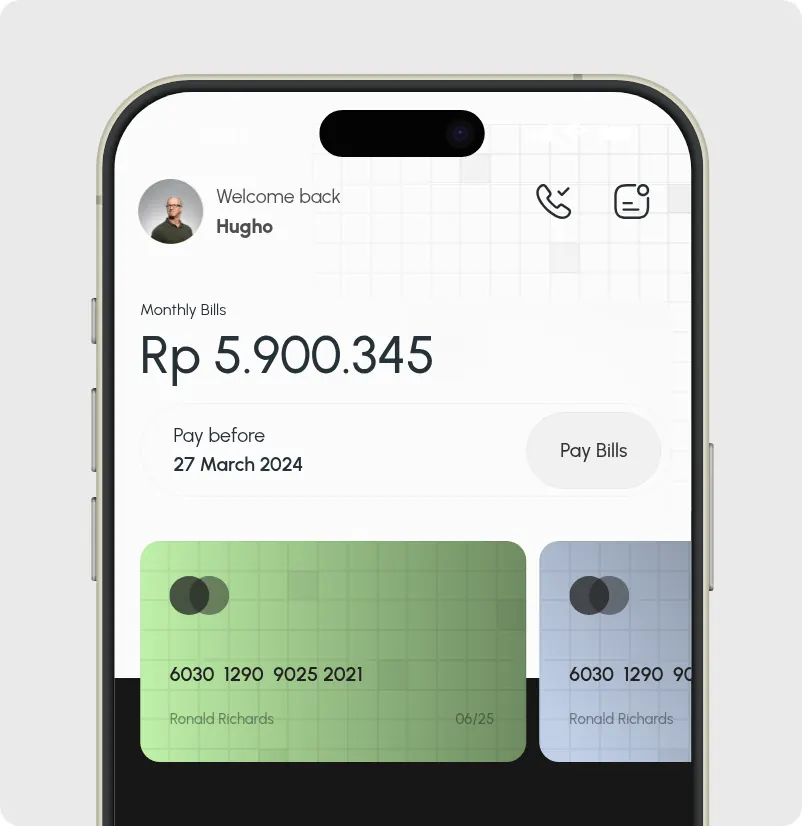 Welcome back
Hugho
Monthly Bills
Rp 5.900.345
Pay before
27 March 2024
Pay Bills
6030 1290 9025 2021
Ronald Richards
06/25
6030 1290 90
Ronald Richards